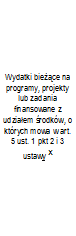 Wydatki bieżące na
programy, projekty
lub zadania
finansowane z
udziałem środków, o
których mowa w art.
5 ust. 1 pkt 2 i 3
ustawy x